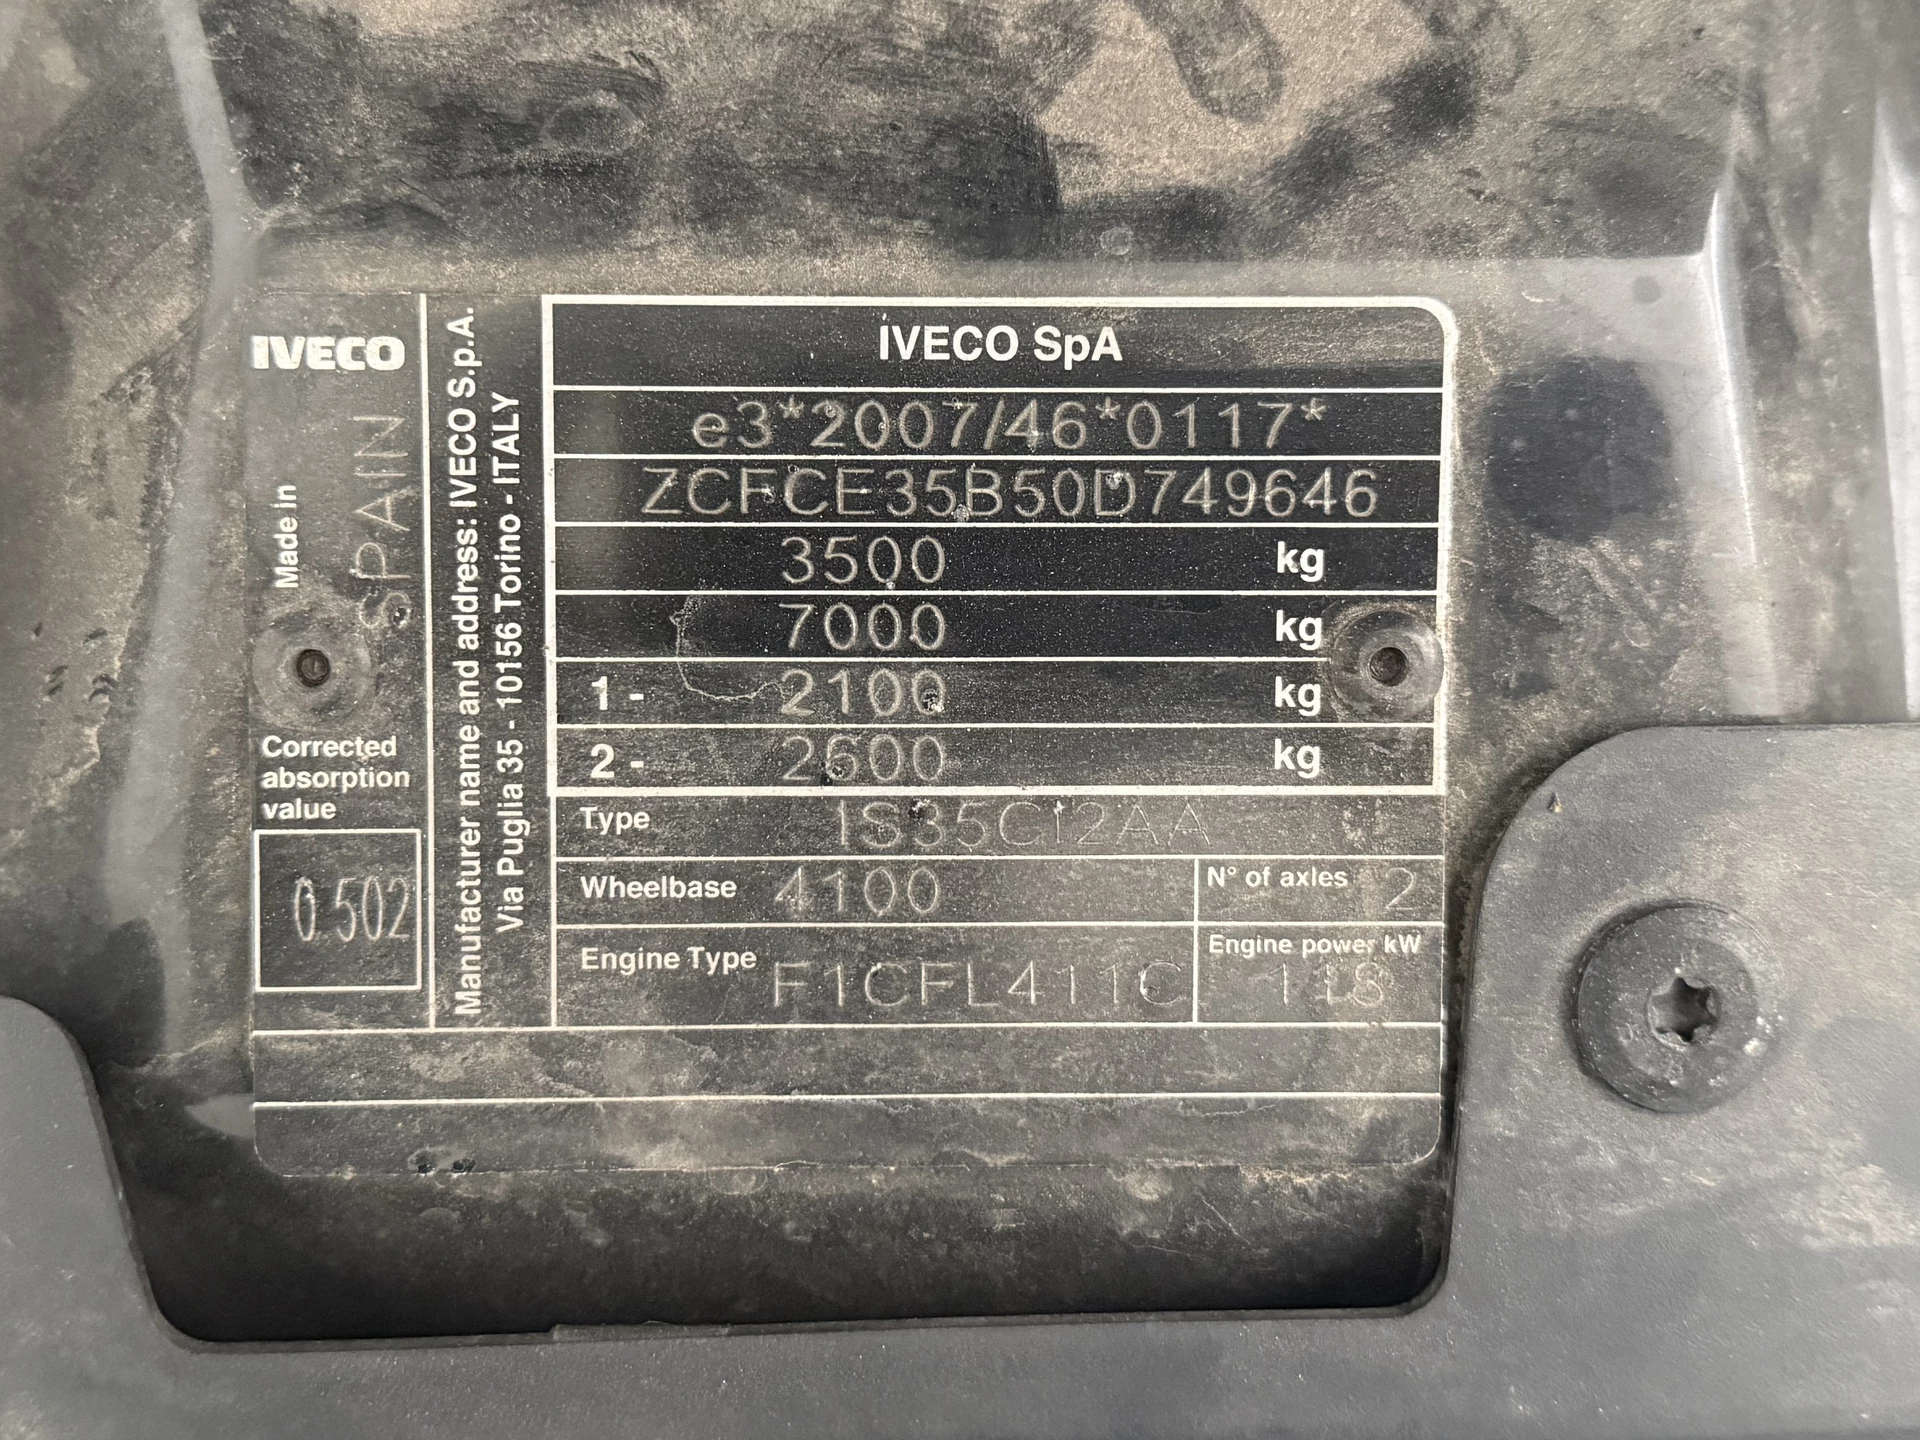 IVECO
Made in SPAIN
Corrected
absorption
value
0.502
Manufacturer name and address: IVECO S.p.A.
Via Puglia 35 - 10156 Torino - ITALY
IVECO SpA
e3*2007/46*0117*
ZCFCE35B50D749646
3500 kg
7000 kg
1 - 2100 kg
2 - 2600 kg
Type IS35CI2AA
Wheelbase 4100 N° of axles 2
Engine Type F1CFL411C Engine power kW 118